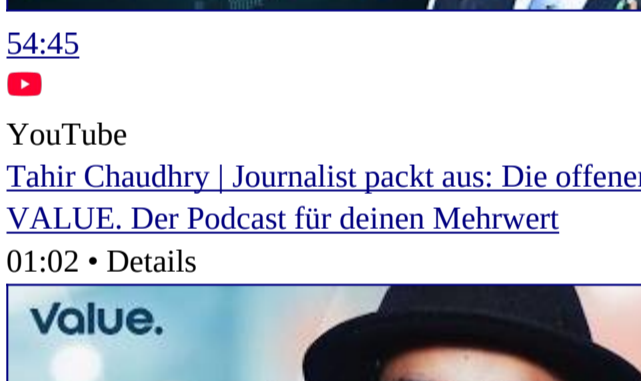 54:45
YouTube
Tahir Chaudhry | Journalist packt aus: Die offene
VALUE. Der Podcast für deinen Mehrwert
01:02 • Details
Value.